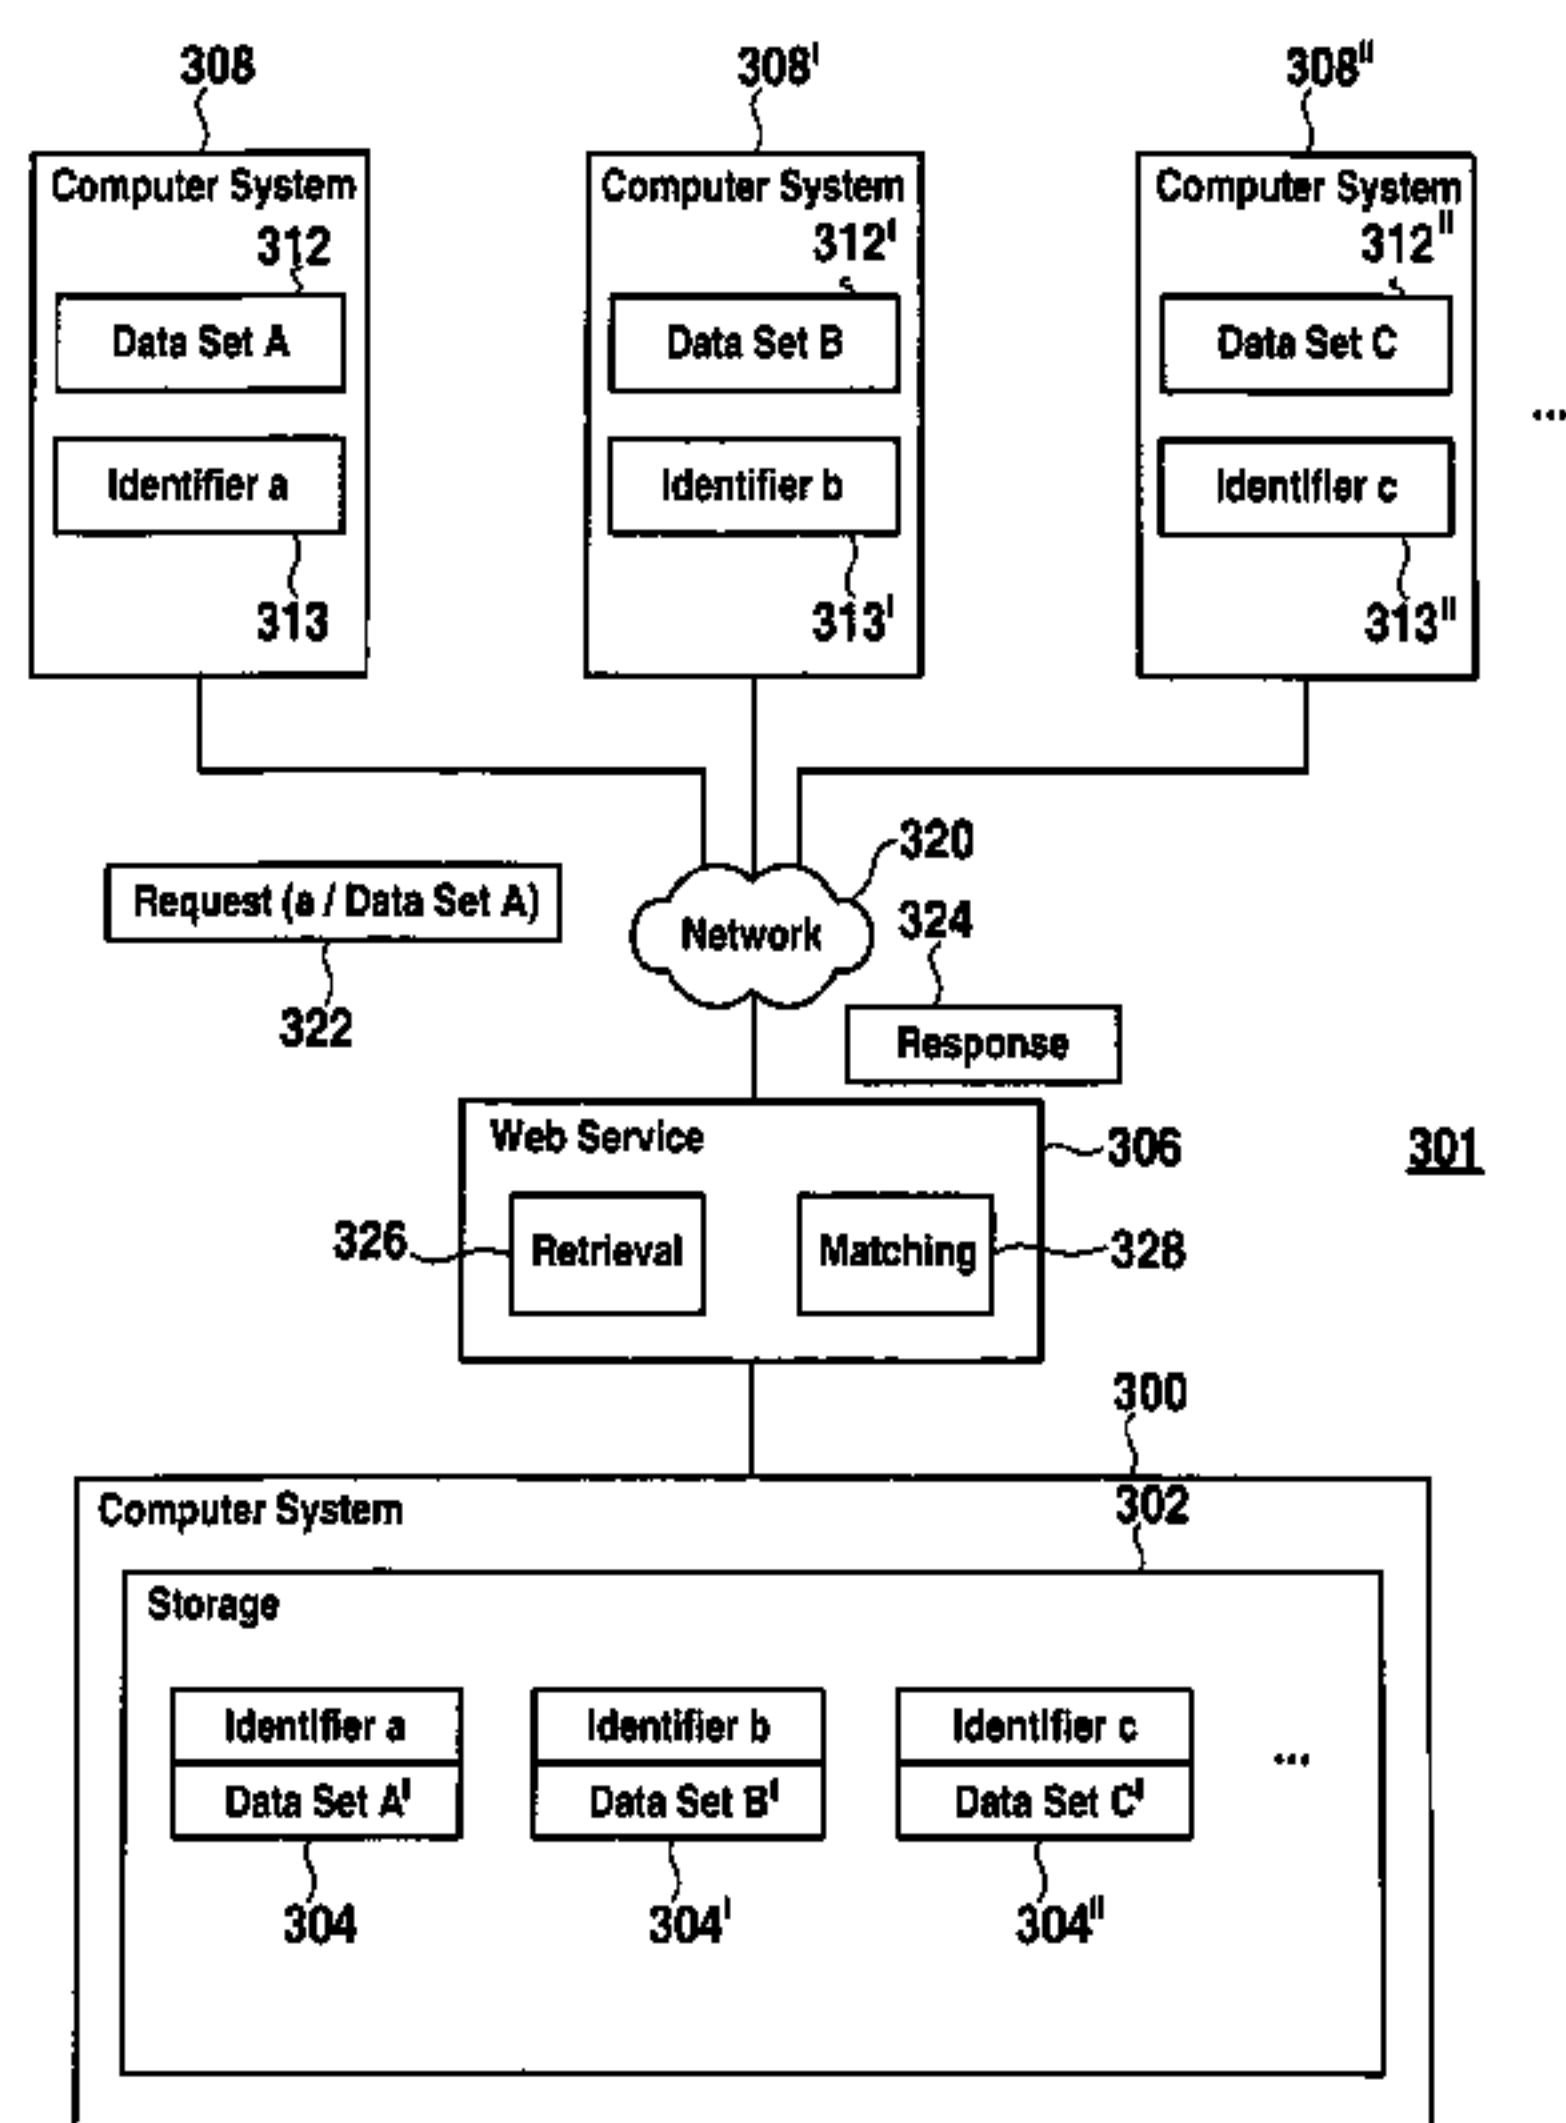 308 308' 308"
Computer System Computer System Computer System
312 312' 312"
Data Set A Data Set B Data Set C
...
Identifier a Identifier b Identifier c
313 313' 313"
320
Request (a / Data Set A) Network 324
322 Response
Web Service 306 301
326 Retrieval Matching 328
300
Computer System 302
Storage
Identifier a Identifier b Identifier c
...
Data Set A' Data Set B' Data Set C'
304 304' 304"